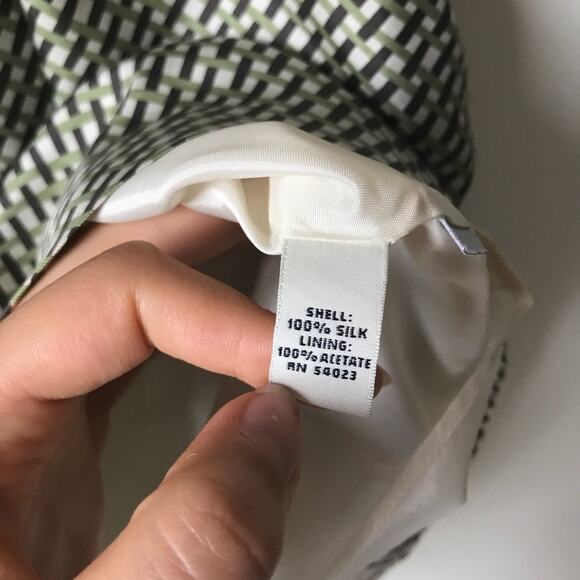 SHELL:
100% SILK
LINING:
100% ACETATE
RN 54023